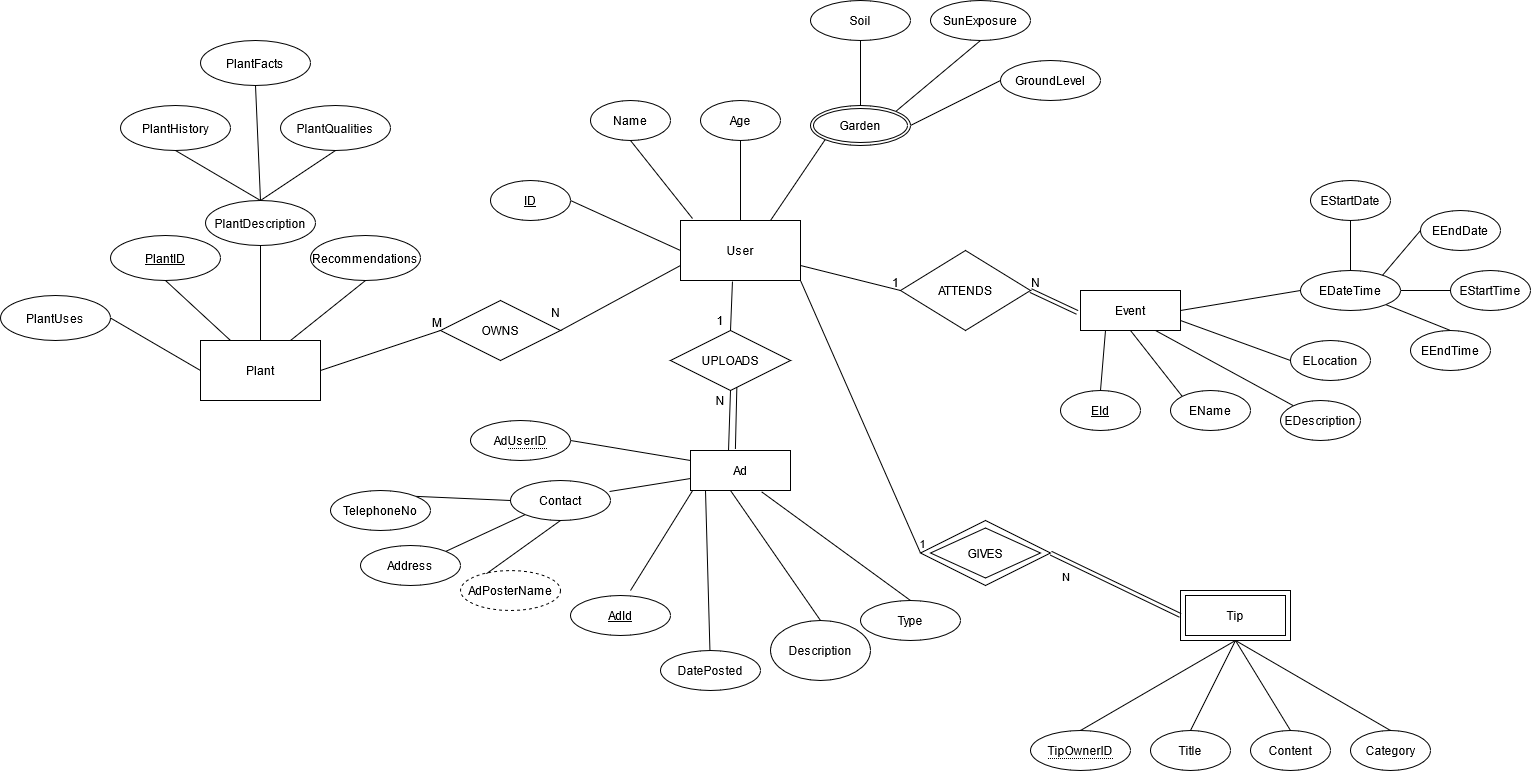 Soil
SunExposure
PlantFacts
GroundLevel
Name
Age
Garden
PlantHistory
PlantQualities
ID
EStartDate
PlantDescription
EEndDate
User
PlantID
Recommendations
1
ATTENDS
N
EDateTime
EStartTime
Event
PlantUses
M
OWNS
N
1
UPLOADS
N
EEndTime
ELocation
Plant
EId
EName
EDescription
AdUserID
Ad
Contact
TelephoneNo
Address
AdPosterName
1
GIVES
N
AdId
Type
Tip
Description
DatePosted
TipOwnerID
Title
Content
Category